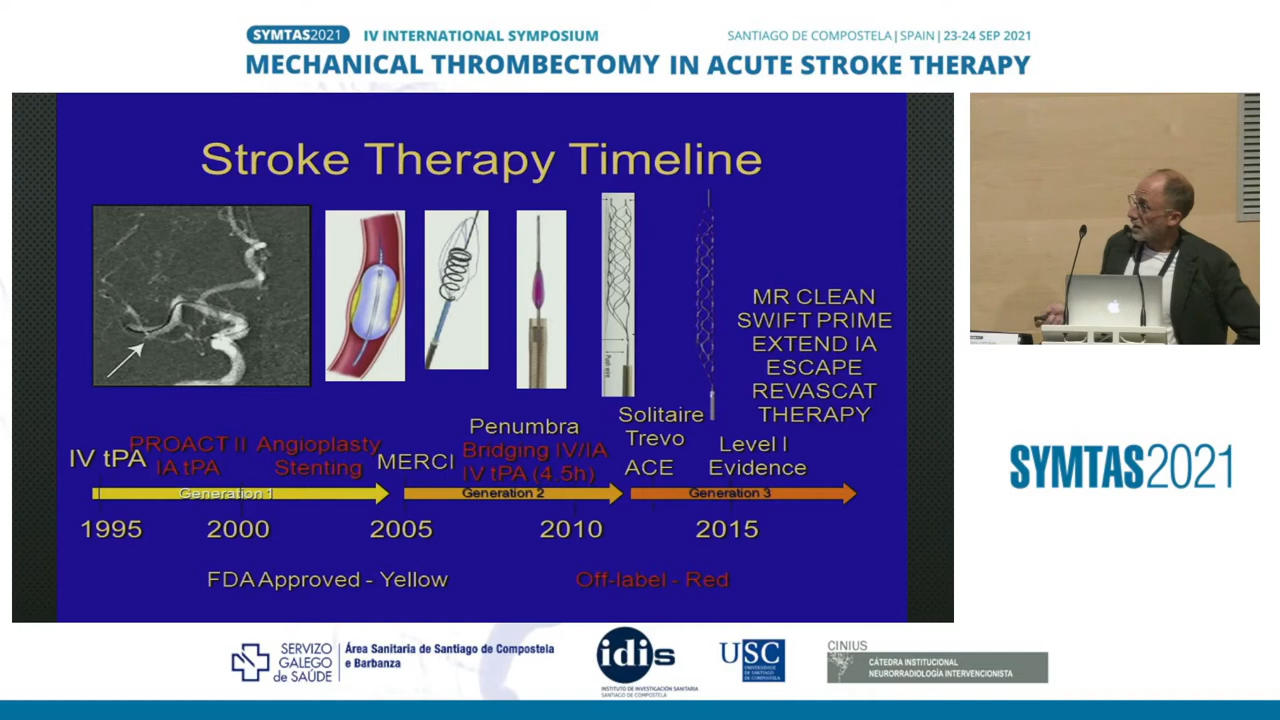 SYMTAS2021 IV INTERNATIONAL SYMPOSIUM
SANTIAGO DE COMPOSTELA | SPAIN | 23-24 SEP 2021
MECHANICAL THROMBECTOMY IN ACUTE STROKE THERAPY
Stroke Therapy Timeline
MR CLEAN
SWIFT PRIME
EXTEND IA
ESCAPE
REVASCAT
THERAPY
IV tPA
PROACT II
IA tPA
Angioplasty
Stenting
MERCI
Penumbra
Bridging IV/IA
IV tPA (4.5h)
Solitaire
Trevo
ACE
Level I
Evidence
Generation 1
Generation 2
Generation 3
1995
2000
2005
2010
2015
FDA Approved - Yellow
Off-label - Red
SYMTAS2021
SERVIZO
GALEGO
de SAÚDE
Área Sanitaria de Santiago de Compostela
e Barbanza
idis
INSTITUTO DE INVESTIGACIÓN SANITARIA
SANTIAGO DE COMPOSTELA
USC
UNIVERSIDADE
DE SANTIAGO
DE COMPOSTELA
CINIUS
CÁTEDRA INSTITUCIONAL
NEURORRADIOLOGÍA INTERVENCIONISTA